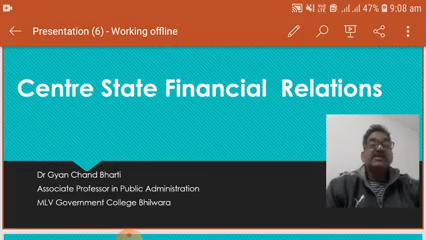 47% 9:08 am
Presentation (6) - Working offline
Centre State Financial Relations
Dr Gyan Chand Bharti
Associate Professor in Public Administration
MLV Government College Bhilwara